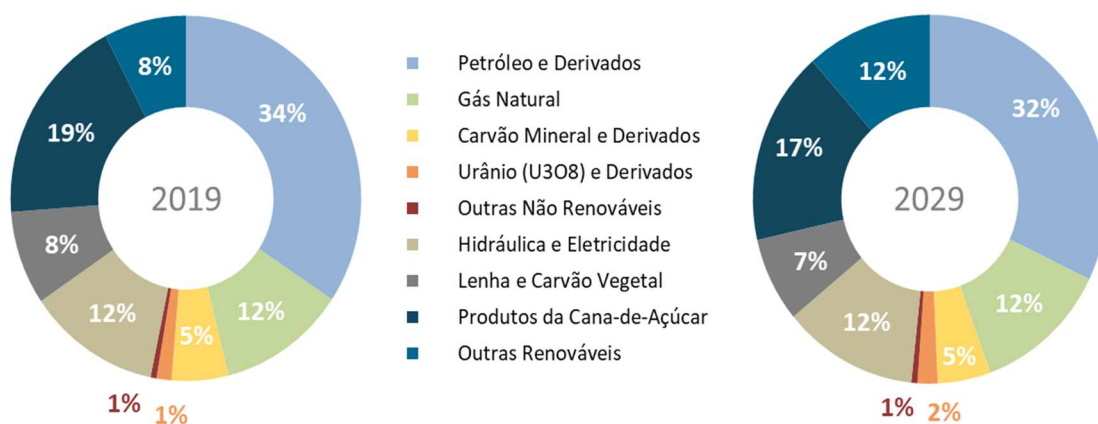 8%
34%
19%
2019
8%
12%
12%
5%
1%
1%
Petróleo e Derivados
Gás Natural
Carvão Mineral e Derivados
Urânio (U3O8) e Derivados
Outras Não Renováveis
Hidráulica e Eletricidade
Lenha e Carvão Vegetal
Produtos da Cana-de-Açúcar
Outras Renováveis
12%
32%
17%
2029
7%
12%
12%
5%
1%
2%